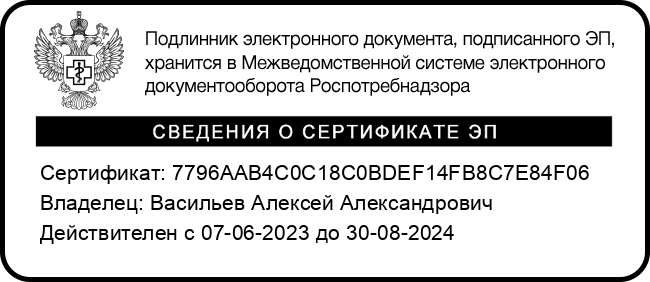 Подлинник электронного документа, подписанного ЭП,
хранится в Межведомственной системе электронного
документооборота Роспотребнадзора
СВЕДЕНИЯ О СЕРТИФИКАТЕ ЭП
Сертификат: 7796AAB4C0C18C0BDEF14FB8C7E84F06
Владелец: Васильев Алексей Александрович
Действителен с 07-06-2023 до 30-08-2024